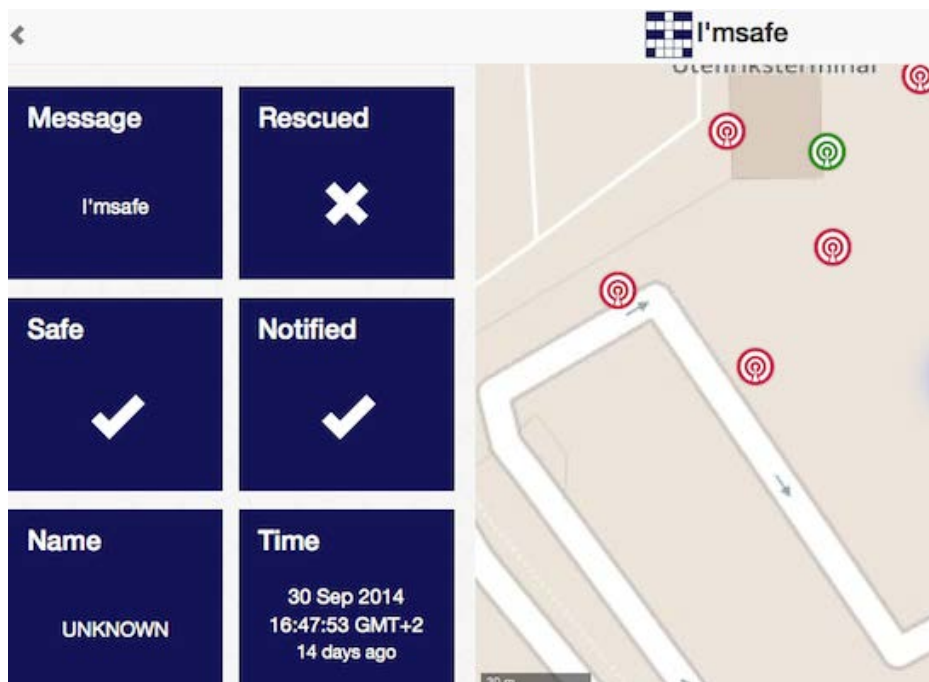 I'msafe
Utenriksterminal
Message
Rescued
I'msafe
Safe
Notified
Name
Time
UNKNOWN
30 Sep 2014
16:47:53 GMT+2
14 days ago